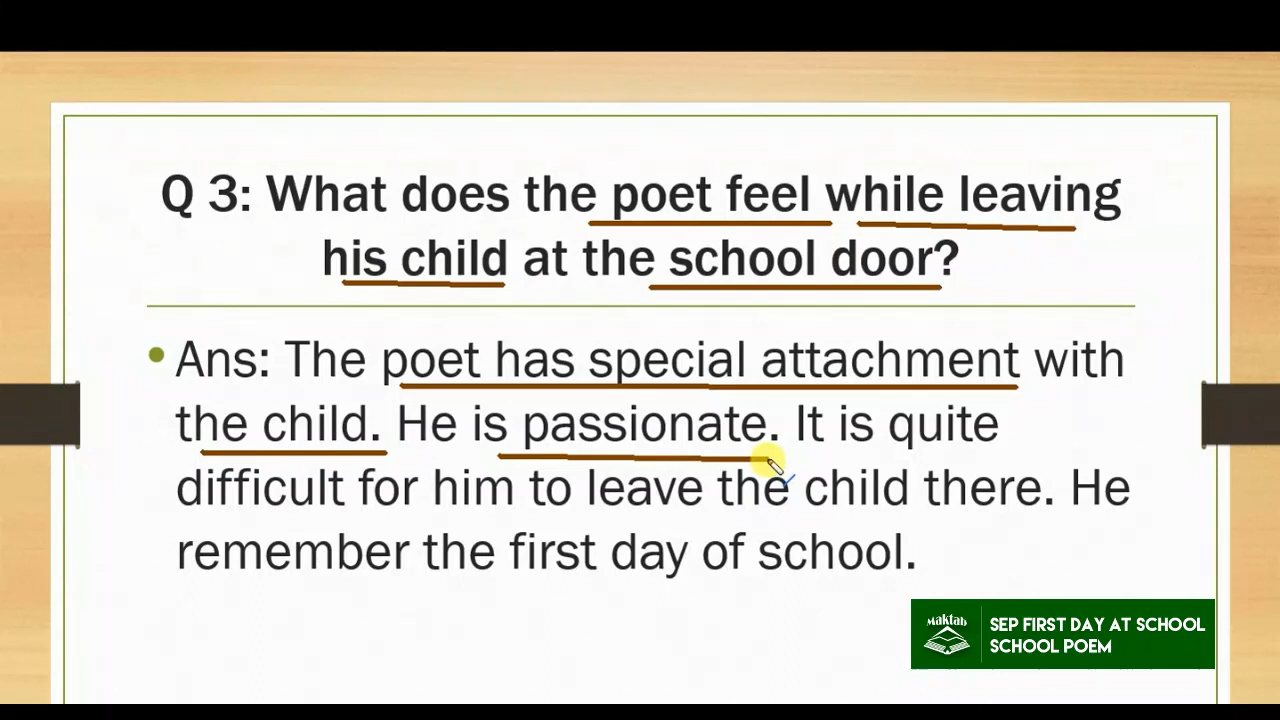 Q 3: What does the poet feel while leaving
his child at the school door?
• Ans: The poet has special attachment with
the child. He is passionate. It is quite
difficult for him to leave the child there. He
remember the first day of school.
Maktab
SEP FIRST DAY AT SCHOOL
SCHOOL POEM